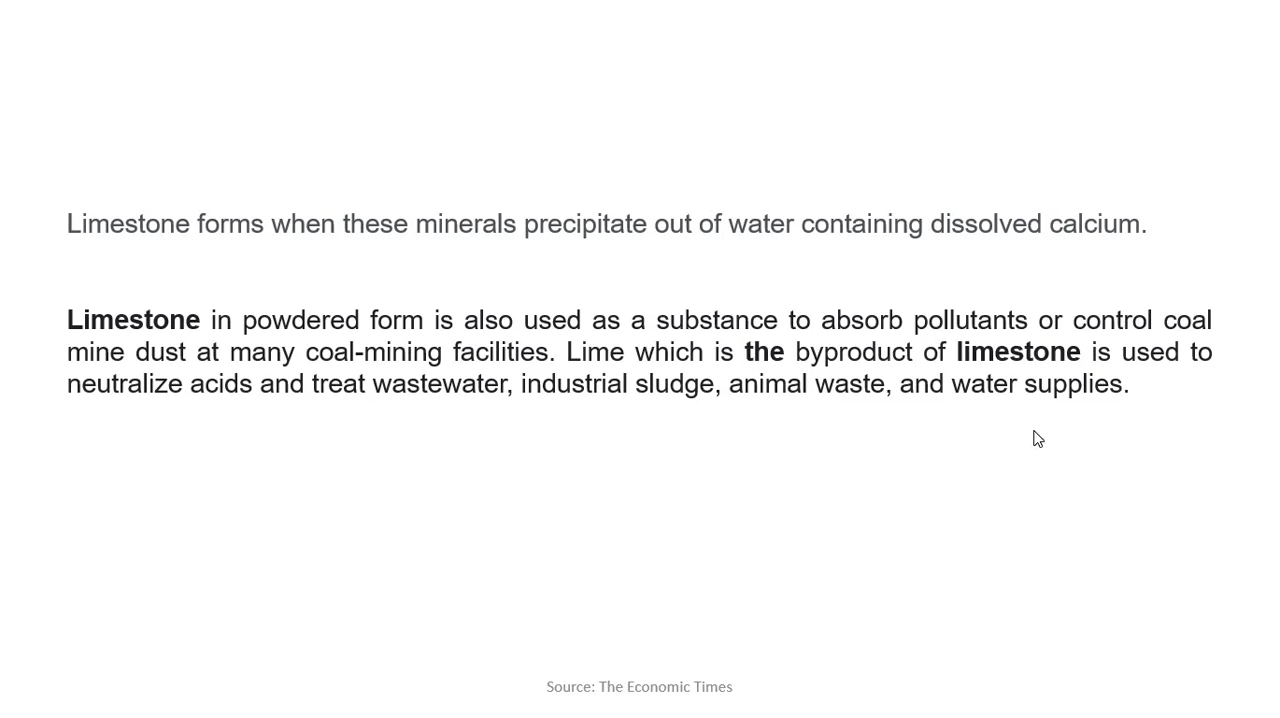 Limestone forms when these minerals precipitate out of water containing dissolved calcium.
Limestone in powdered form is also used as a substance to absorb pollutants or control coal
mine dust at many coal-mining facilities. Lime which is the byproduct of limestone is used to
neutralize acids and treat wastewater, industrial sludge, animal waste, and water supplies.
Source: The Economic Times